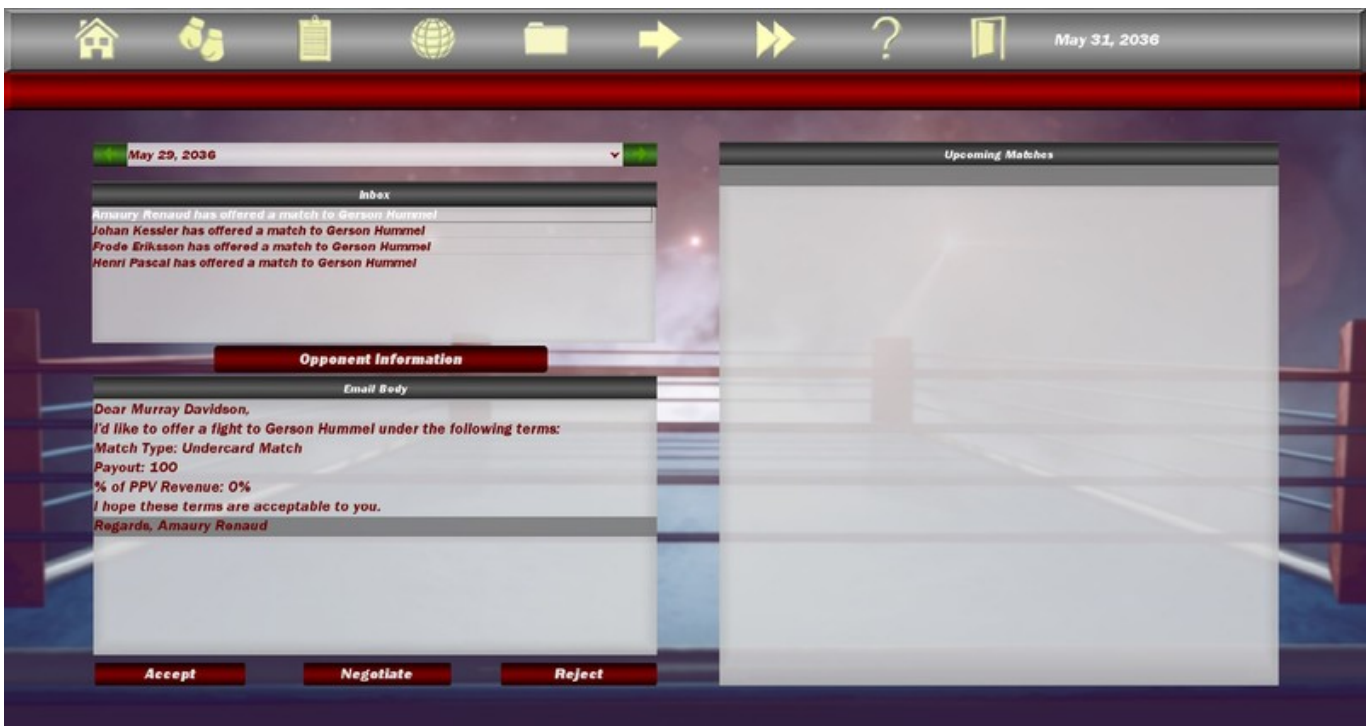 May 31, 2036
May 29, 2036
Inbox
Amaury Renaud has offered a match to Gerson Hummel
Johan Kessler has offered a match to Gerson Hummel
Frode Eriksson has offered a match to Gerson Hummel
Henri Pascal has offered a match to Gerson Hummel
Opponent Information
Email Body
Dear Murray Davidson,
I'd like to offer a fight to Gerson Hummel under the following terms:
Match Type: Undercard Match
Payout: 100
% of PPV Revenue: 0%
I hope these terms are acceptable to you.
Regards, Amaury Renaud
Accept
Negotiate
Reject
Upcoming Matches